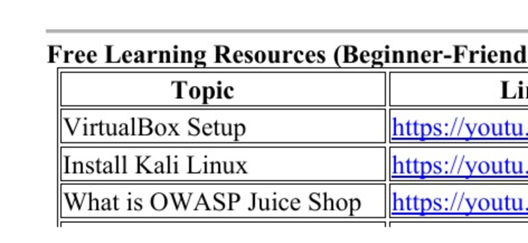 Free Learning Resources (Beginner-Friend
Topic Li
VirtualBox Setup https://youtu.
Install Kali Linux https://youtu.
What is OWASP Juice Shop https://youtu.